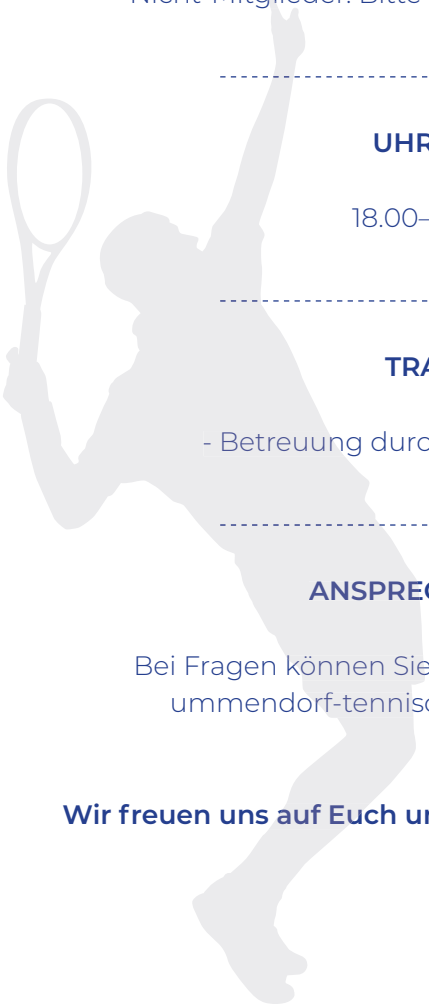 Nicht-Mitglieder: Bitte
UHR
18.00–
TRA
- Betreuung durc
ANSPREC
Bei Fragen können Sie
ummendorf-tennisc
Wir freuen uns auf Euch un